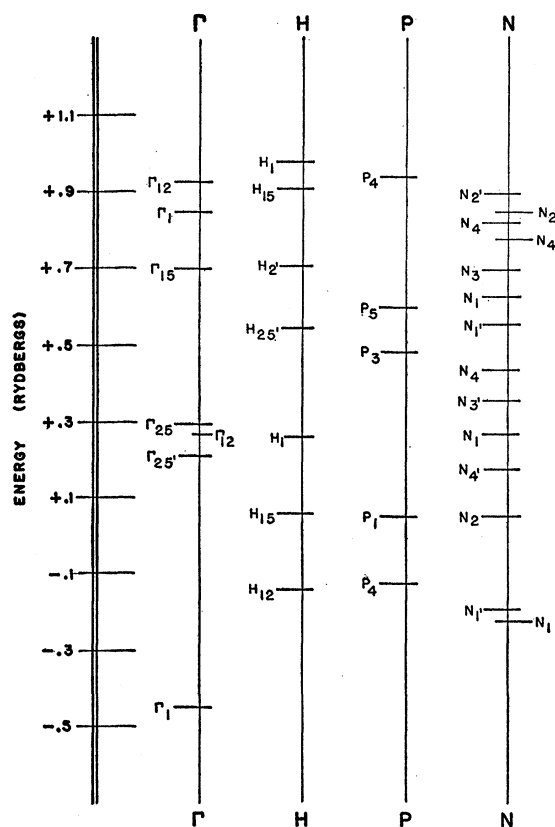 Γ H P N
+1.1
+.9
+.7
+.5
+.3
+.1
-.1
-.3
-.5
ENERGY (RYDBERGS)
Γ12
Γ1
Γ15
Γ25
Γ12
Γ25'
Γ1
H1
H15
H2'
H25'
H1
H15
H12
P4
P5
P3
P1
P4
N2'
N2
N4
N4
N3
N1
N1'
N4
N3'
N1
N4'
N2
N1'
N1
Γ H P N